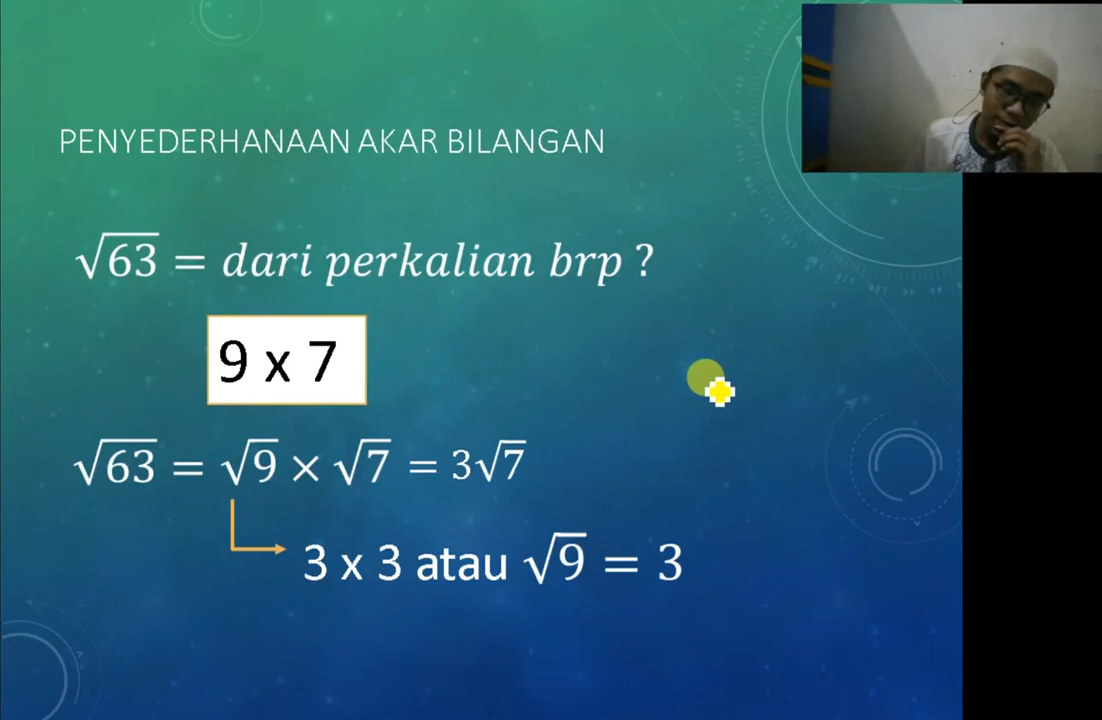 PENYEDERHANAAN AKAR BILANGAN
√63 = dari perkalian brp ?
9 x 7
√63 = √9 × √7 = 3√7
3 x 3 atau √9 = 3